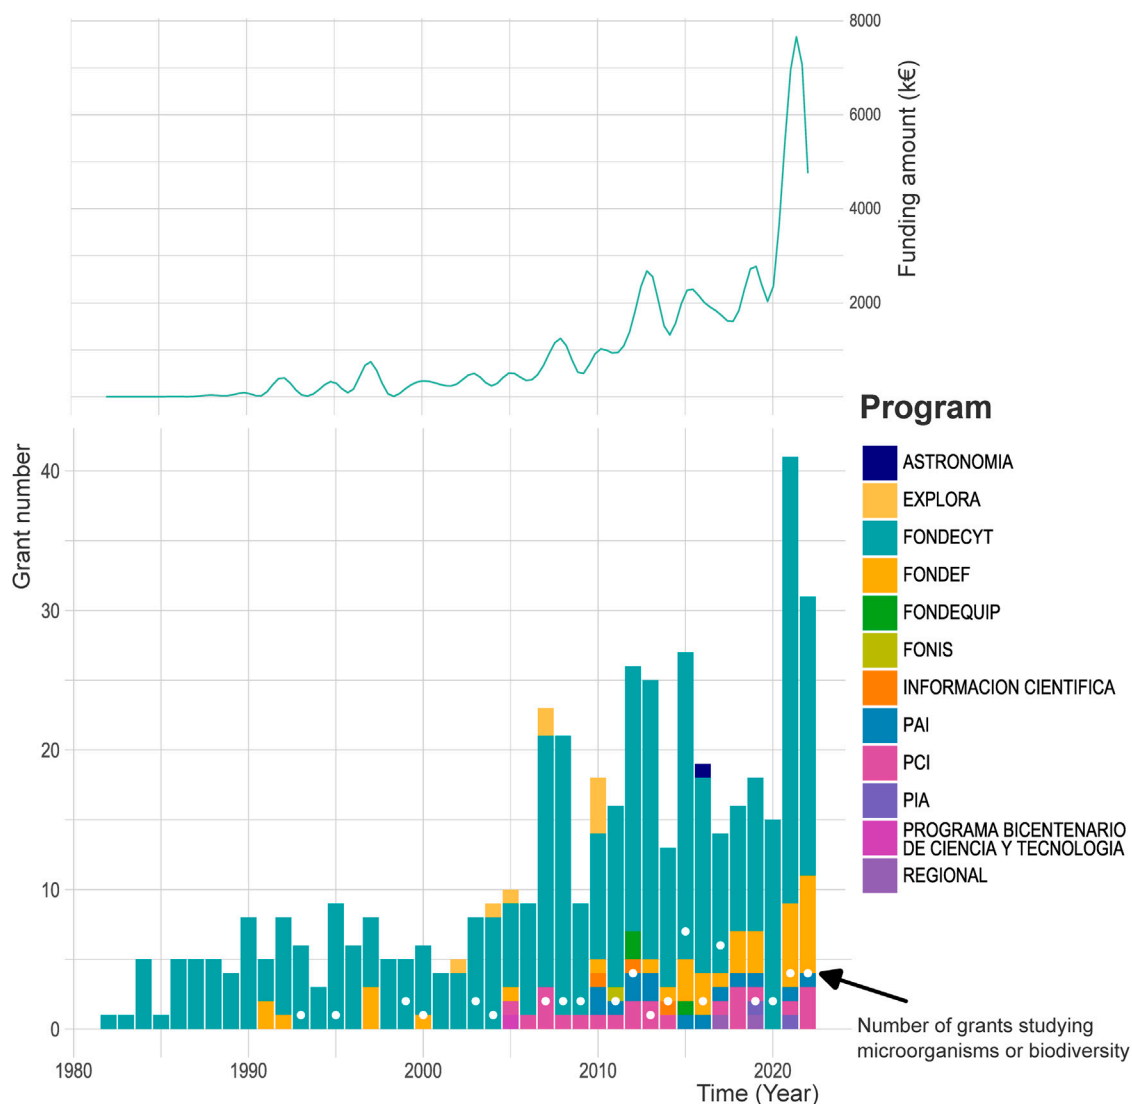 8000
6000
4000
2000
Funding amount (k€)
Grant number
40
30
20
10
0
1980
1990
2000
2010
2020
Time (Year)
Program
ASTRONOMIA
EXPLORA
FONDECYT
FONDEF
FONDEQUIP
FONIS
INFORMACION CIENTIFICA
PAI
PCI
PIA
PROGRAMA BICENTENARIO
DE CIENCIA Y TECNOLOGIA
REGIONAL
Number of grants studying
microorganisms or biodiversity